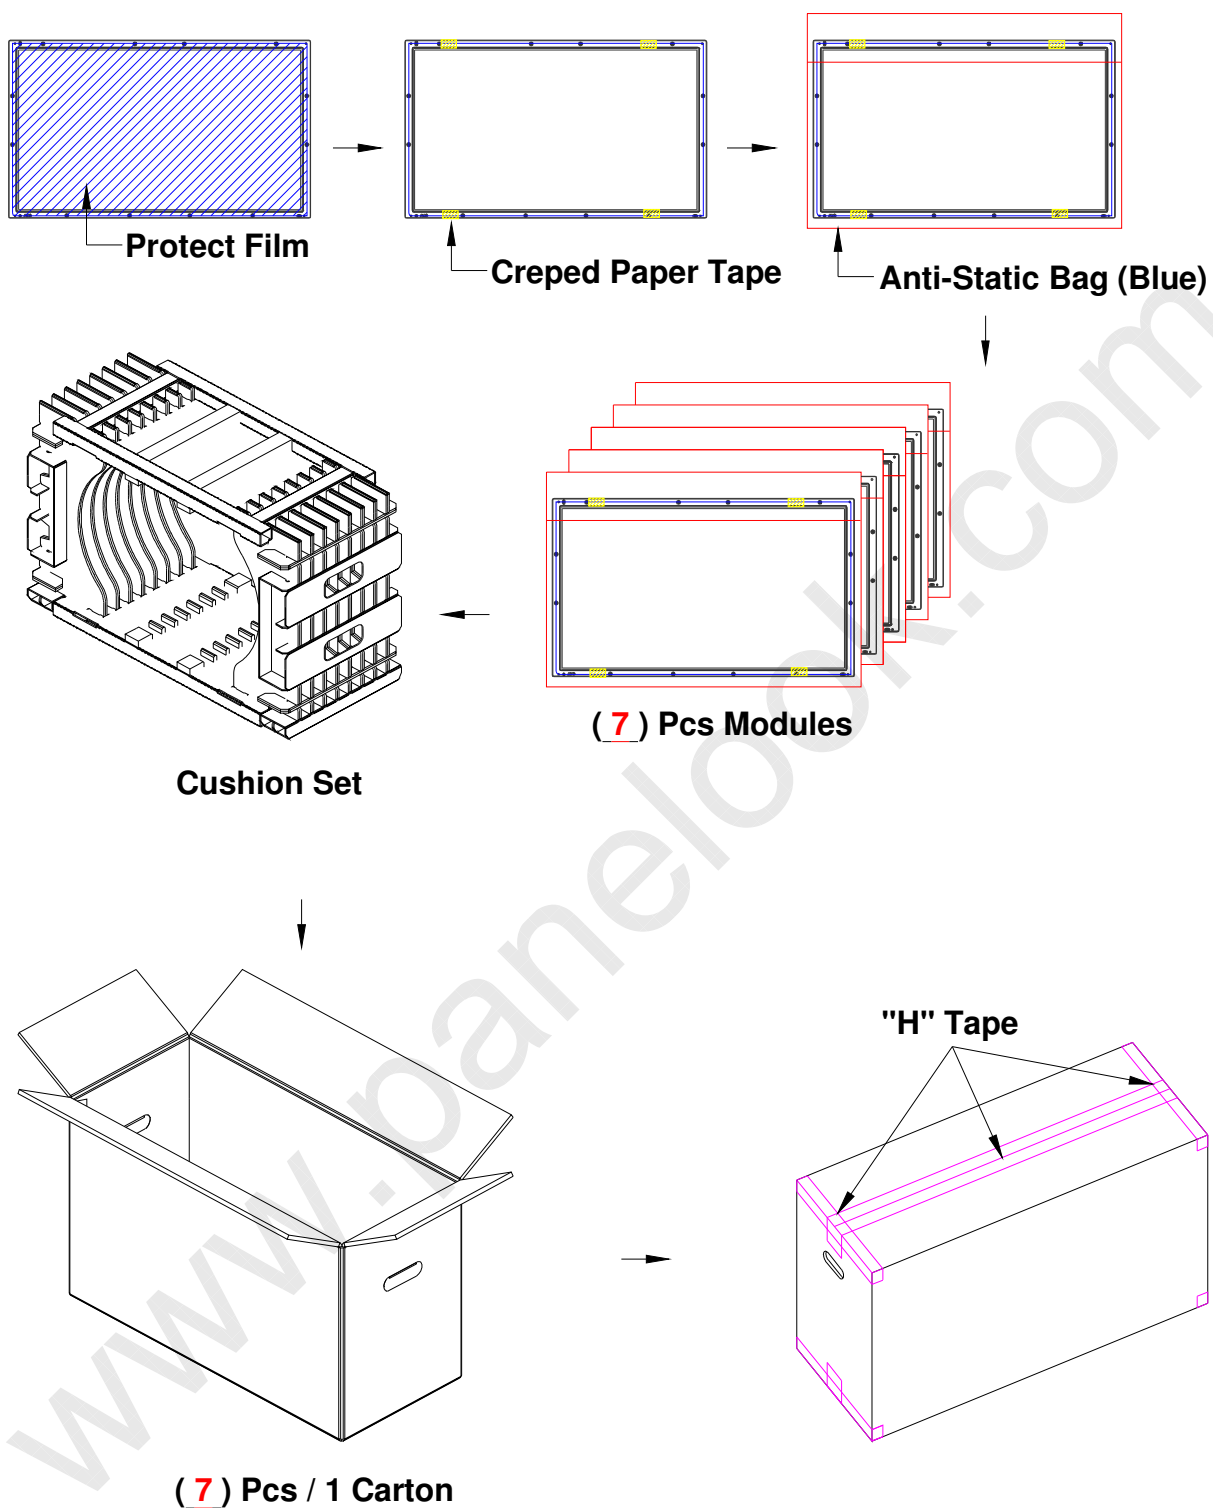 Protect Film
Creped Paper Tape
Anti-Static Bag (Blue)
( 7 ) Pcs Modules
Cushion Set
"H" Tape
( 7 ) Pcs / 1 Carton
www.panelook.com